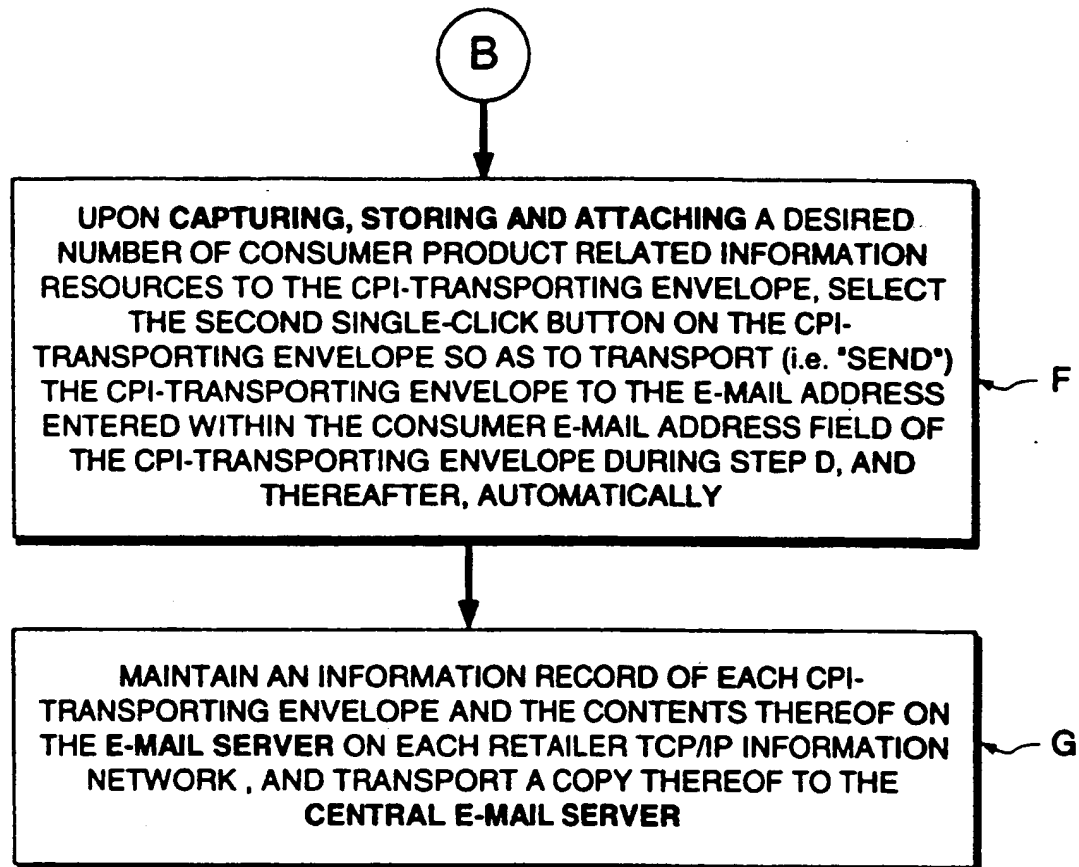 B
UPON CAPTURING, STORING AND ATTACHING A DESIRED
NUMBER OF CONSUMER PRODUCT RELATED INFORMATION
RESOURCES TO THE CPI-TRANSPORTING ENVELOPE, SELECT
THE SECOND SINGLE-CLICK BUTTON ON THE CPI-
TRANSPORTING ENVELOPE SO AS TO TRANSPORT (i.e. "SEND")
THE CPI-TRANSPORTING ENVELOPE TO THE E-MAIL ADDRESS
ENTERED WITHIN THE CONSUMER E-MAIL ADDRESS FIELD OF
THE CPI-TRANSPORTING ENVELOPE DURING STEP D, AND
THEREAFTER, AUTOMATICALLY
F
MAINTAIN AN INFORMATION RECORD OF EACH CPI-
TRANSPORTING ENVELOPE AND THE CONTENTS THEREOF ON
THE E-MAIL SERVER ON EACH RETAILER TCP/IP INFORMATION
NETWORK , AND TRANSPORT A COPY THEREOF TO THE
CENTRAL E-MAIL SERVER
G